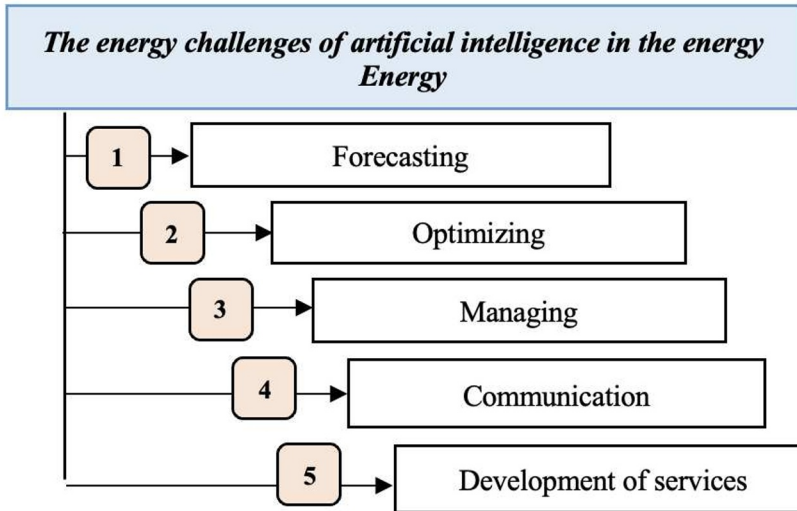 The energy challenges of artificial intelligence in the energy
Energy
1
Forecasting
2
Optimizing
3
Managing
4
Communication
5
Development of services